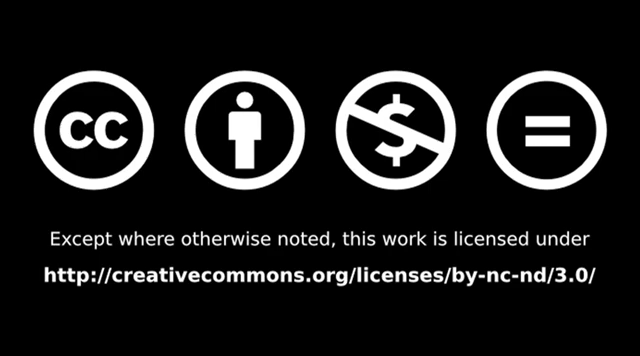 cc
$
=
Except where otherwise noted, this work is licensed under
http://creativecommons.org/licenses/by-nc-nd/3.0/